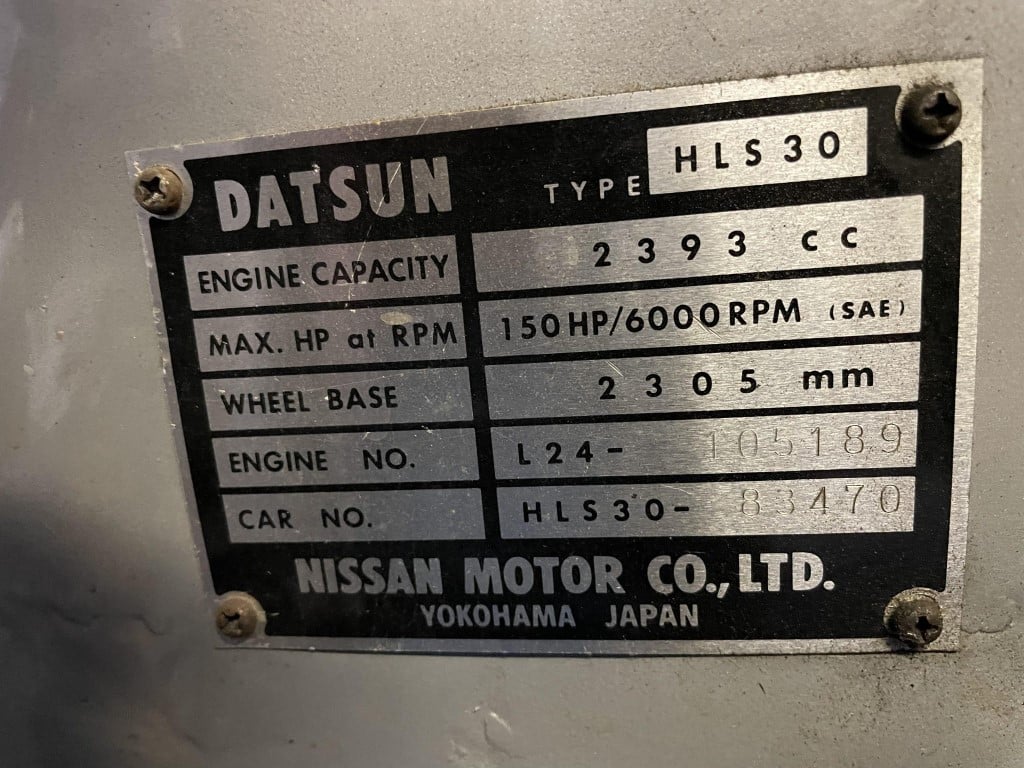 DATSUN TYPE HLS30
ENGINE CAPACITY 2393 cc
MAX. HP at RPM 150HP/6000RPM (SAE)
WHEEL BASE 2305 mm
ENGINE NO. L24- 105189
CAR NO. HLS30- 83470
NISSAN MOTOR CO., LTD.
YOKOHAMA JAPAN